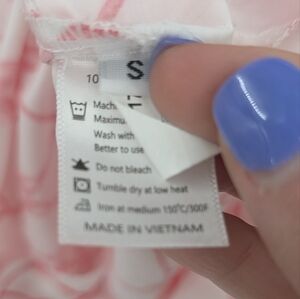 S
10
17
Mach
Maximu
Wash with
Better to use
Do not bleach
Tumble dry at low heat
Iron at medium 150°C/300F
MADE IN VIETNAM